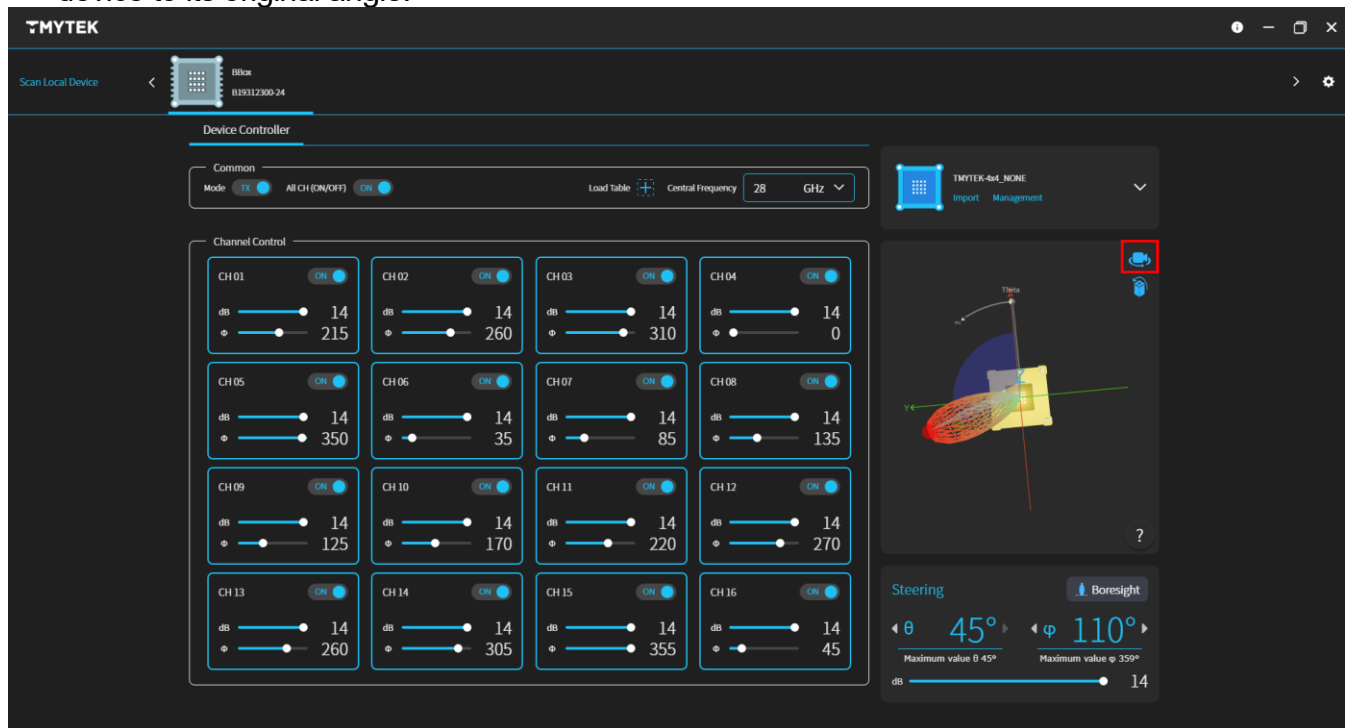 device to its original angle.
TMYTEK
Scan Local Device
BBox
B19312300-24
Device Controller
Common
Mode TX All CH (ON/OFF) ON Load Table Central Frequency 28 GHz
TMYTEK-4x4_NONE
Import Management
Channel Control
CH 01 ON CH 02 ON CH 03 ON CH 04 ON
dB 14 dB 14 dB 14 dB 14
Φ 215 Φ 260 Φ 310 Φ 0
CH 05 ON CH 06 ON CH 07 ON CH 08 ON
dB 14 dB 14 dB 14 dB 14
Φ 350 Φ 35 Φ 85 Φ 135
CH 09 ON CH 10 ON CH 11 ON CH 12 ON
dB 14 dB 14 dB 14 dB 14
Φ 125 Φ 170 Φ 220 Φ 270
CH 13 ON CH 14 ON CH 15 ON CH 16 ON
dB 14 dB 14 dB 14 dB 14
Φ 260 Φ 305 Φ 355 Φ 45
Theta
Y
?
Steering Boresight
θ 45° φ 110°
Maximum value θ 45° Maximum value φ 359°
dB 14